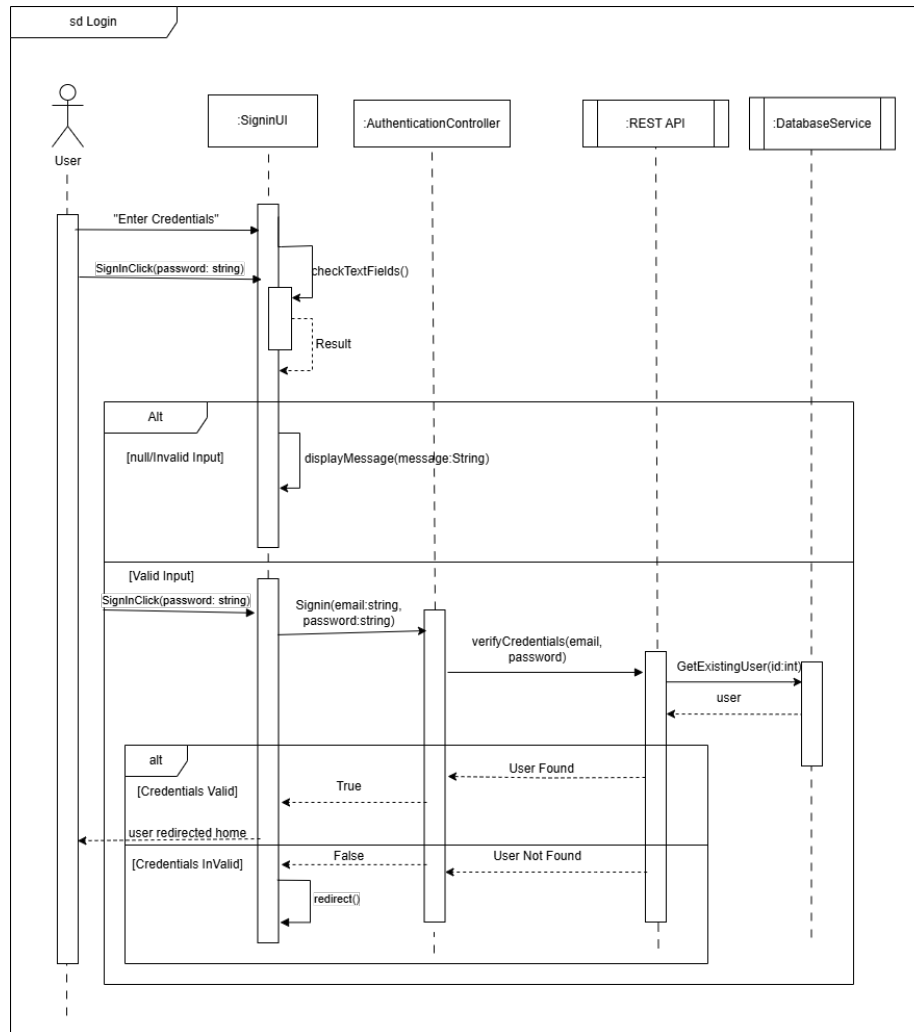 sd Login
:SigninUI
:AuthenticationController
:REST API
:DatabaseService
User
"Enter Credentials"
SignInClick(password: string)
checkTextFields()
Result
Alt
[null/Invalid Input]
displayMessage(message:String)
[Valid Input]
SignInClick(password: string)
Signin(email:string,
password:string)
verifyCredentials(email,
password)
GetExistingUser(id:int)
user
alt
User Found
[Credentials Valid]
True
user redirected home
[Credentials InValid]
False
User Not Found
redirect()